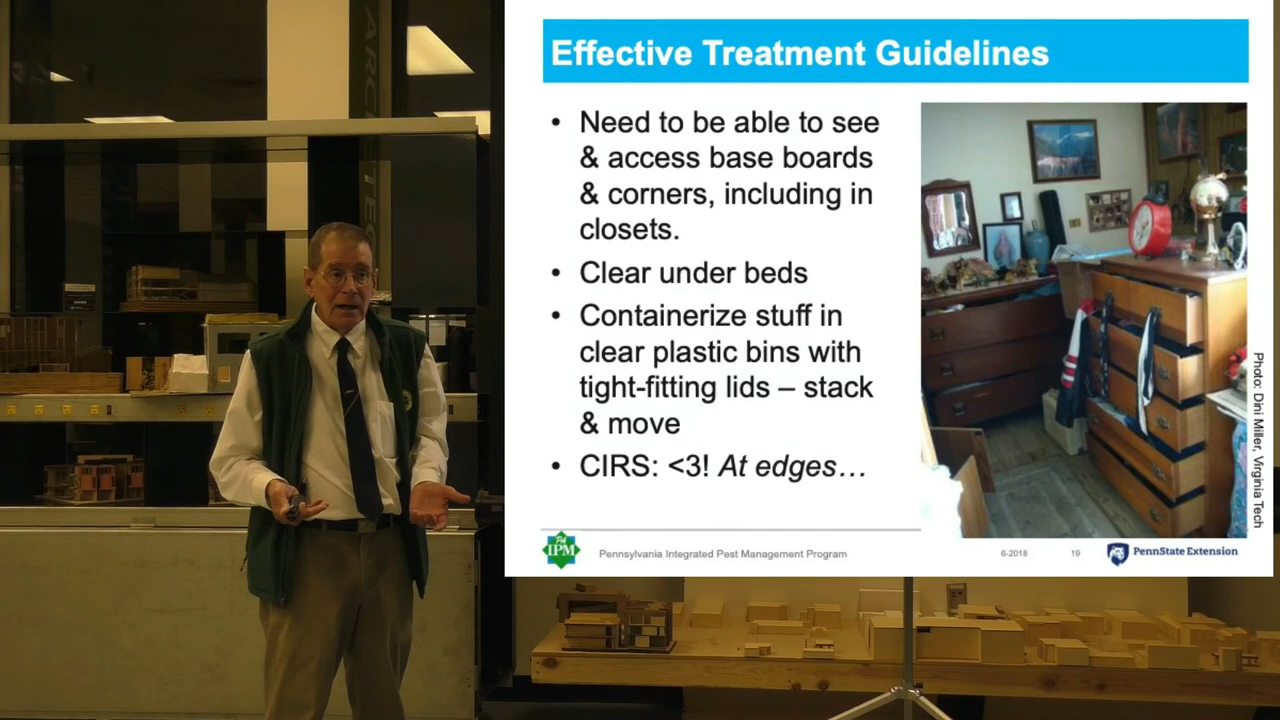 ARCHITEC
Effective Treatment Guidelines
• Need to be able to see
& access base boards
& corners, including in
closets.
• Clear under beds
• Containerize stuff in
clear plastic bins with
tight-fitting lids – stack
& move
• CIRS: <3! At edges…
Photo: Dini Miller, Virginia Tech
PA
IPM
Pennsylvania Integrated Pest Management Program
6-2018
19
PennState Extension